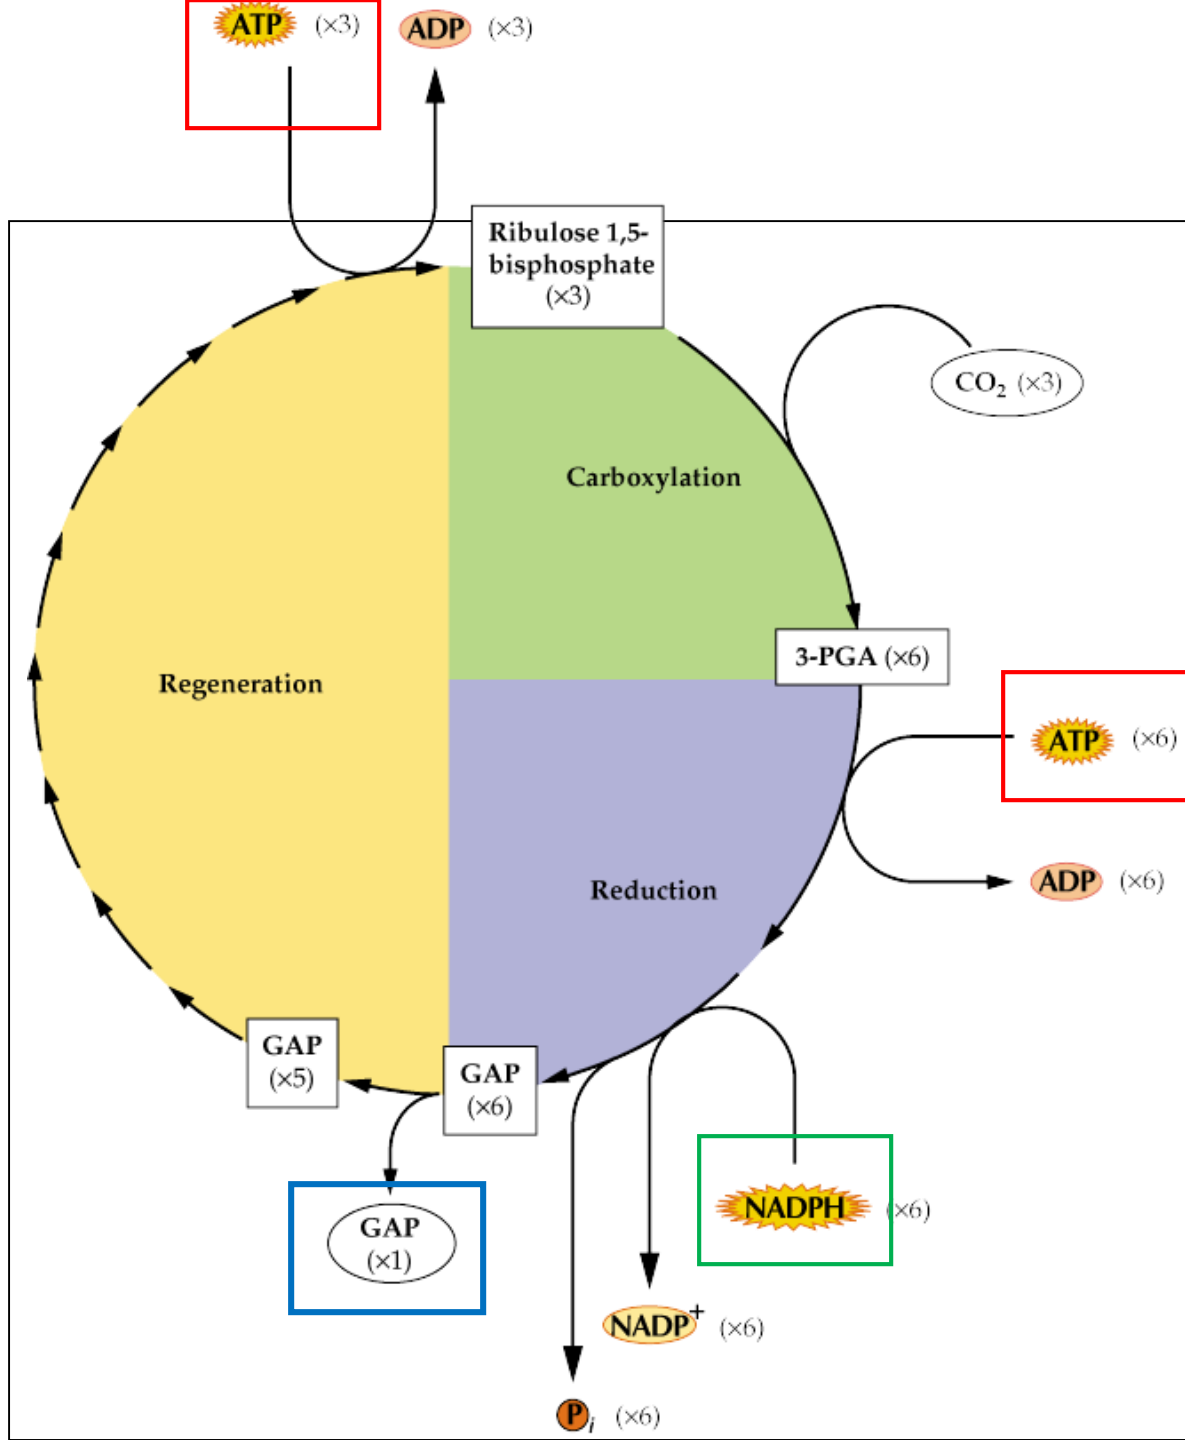 ATP (×3) ADP (×3)
Ribulose 1,5-
bisphosphate
(×3)
CO₂ (×3)
Carboxylation
3-PGA (×6)
Regeneration
ATP (×6)
Reduction
ADP (×6)
GAP
(×5)
GAP
(×6)
GAP
(×1)
NADPH (×6)
NADP⁺ (×6)
Pᵢ (×6)